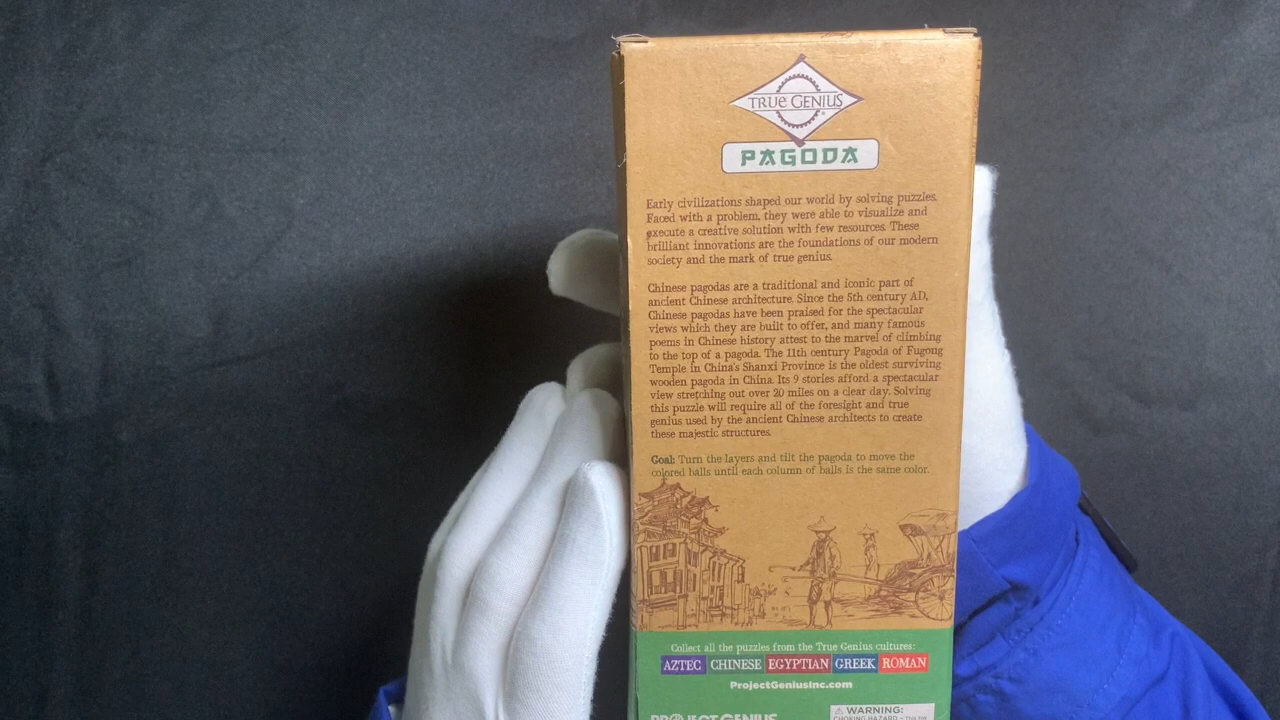 TRUE GENIUS
PAGODA
Early civilizations shaped our world by solving puzzles.
Faced with a problem, they were able to visualize and
execute a creative solution with few resources. These
brilliant innovations are the foundations of our modern
society and the mark of true genius.
Chinese pagodas are a traditional and iconic part of
ancient Chinese architecture. Since the 5th century AD,
Chinese pagodas have been praised for the spectacular
views which they are built to offer, and many famous
poems in Chinese history attest to the marvel of climbing
to the top of a pagoda. The 11th century Pagoda of Fugong
Temple in China's Shanxi Province is the oldest surviving
wooden pagoda in China. Its 9 stories afford a spectacular
view stretching out over 20 miles on a clear day. Solving
this puzzle will require all of the foresight and true
genius used by the ancient Chinese architects to create
these majestic structures.
Goal: Turn the layers and tilt the pagoda to move the
colored balls until each column of balls is the same color.
Collect all the puzzles from the True Genius cultures:
AZTEC CHINESE EGYPTIAN GREEK ROMAN
ProjectGeniusInc.com
PROJECT GENIUS
WARNING:
CHOKING HAZARD - This toy